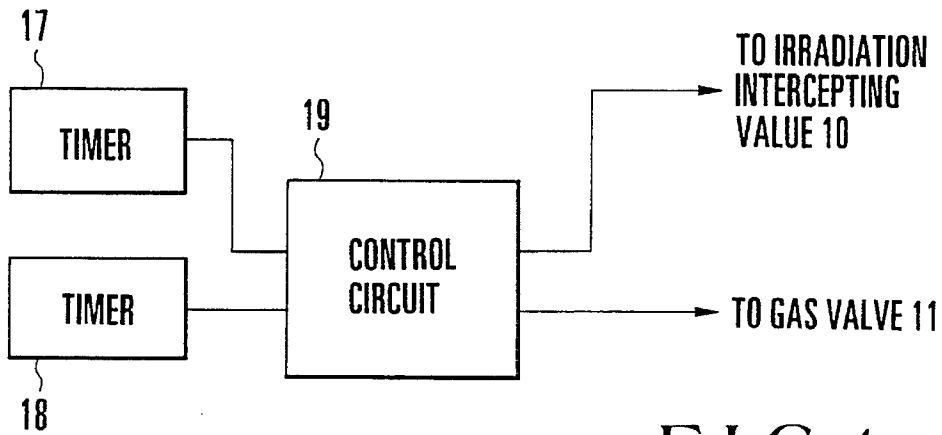 17
TIMER
19
CONTROL
CIRCUIT
TO IRRADIATION
INTERCEPTING
VALUE 10
TIMER
18
TO GAS VALVE 11